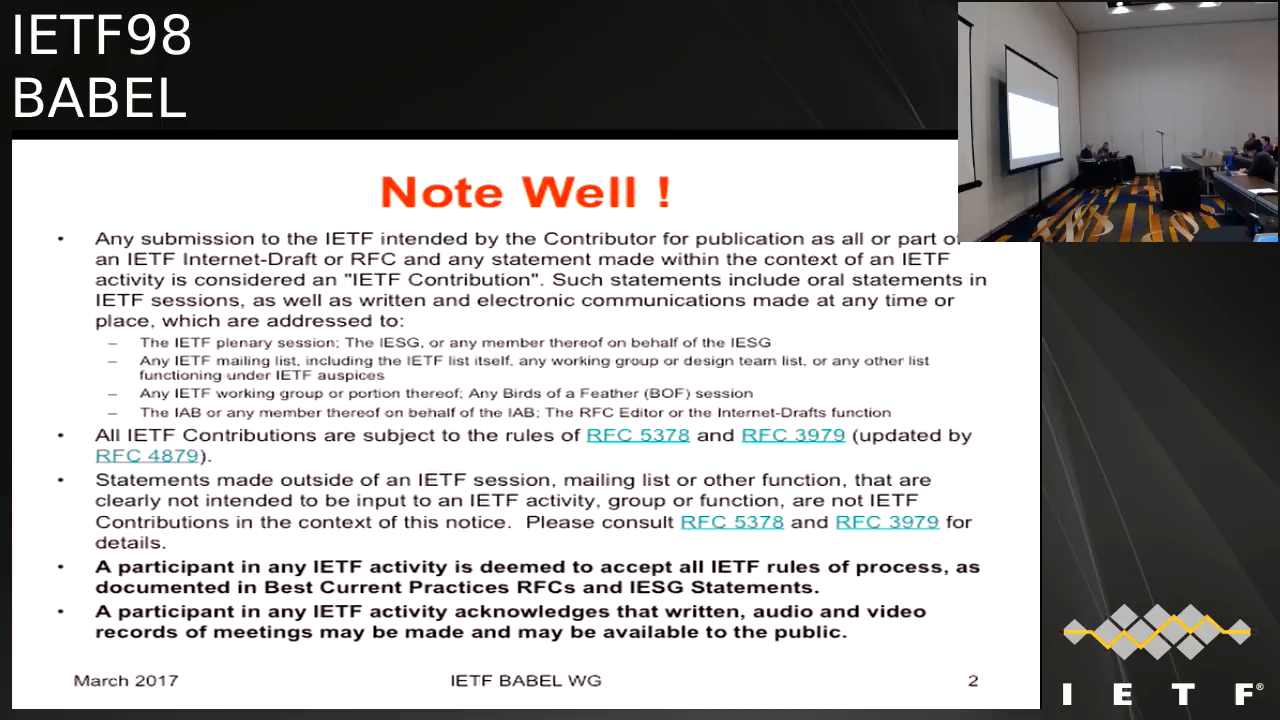 IETF98
BABEL
Note Well !
• Any submission to the IETF intended by the Contributor for publication as all or part of
an IETF Internet-Draft or RFC and any statement made within the context of an IETF
activity is considered an "IETF Contribution". Such statements include oral statements in
IETF sessions, as well as written and electronic communications made at any time or
place, which are addressed to:
– The IETF plenary session; The IESG, or any member thereof on behalf of the IESG
– Any IETF mailing list, including the IETF list itself, any working group or design team list, or any other list
functioning under IETF auspices
– Any IETF working group or portion thereof; Any Birds of a Feather (BOF) session
– The IAB or any member thereof on behalf of the IAB; The RFC Editor or the Internet-Drafts function
• All IETF Contributions are subject to the rules of RFC 5378 and RFC 3979 (updated by
RFC 4879).
• Statements made outside of an IETF session, mailing list or other function, that are
clearly not intended to be input to an IETF activity, group or function, are not IETF
Contributions in the context of this notice. Please consult RFC 5378 and RFC 3979 for
details.
• A participant in any IETF activity is deemed to accept all IETF rules of process, as
documented in Best Current Practices RFCs and IESG Statements.
• A participant in any IETF activity acknowledges that written, audio and video
records of meetings may be made and may be available to the public.
March 2017 IETF BABEL WG 2
I E T F®